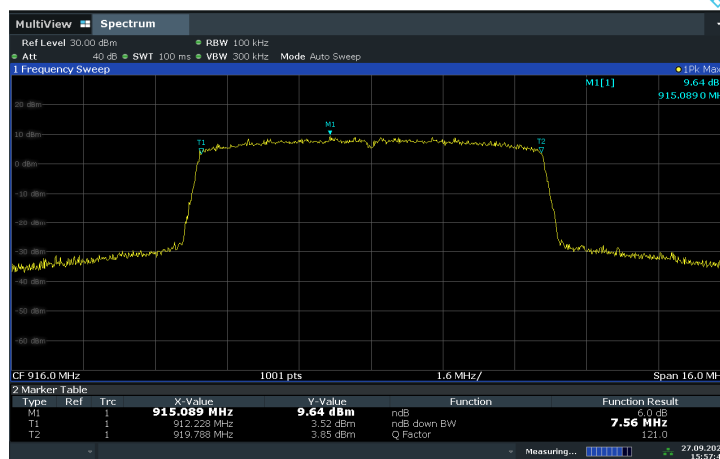 MultiView Spectrum
Ref Level 30.00 dBm RBW 100 kHz
Att 40 dB SWT 100 ms VBW 300 kHz Mode Auto Sweep
1 Frequency Sweep 1Pk Max
M1[1] 9.64 dB
915.0890 MH
20 dBm
M1
10 dBm
T1 T2
0 dBm
-10 dBm
-20 dBm
-30 dBm
-40 dBm
-50 dBm
-60 dBm
CF 916.0 MHz 1001 pts 1.6 MHz/ Span 16.0 MH
2 Marker Table
Type Ref Trc X-Value Y-Value Function Function Result
M1 1 915.089 MHz 9.64 dBm ndB 6.0 dB
T1 1 912.228 MHz 3.52 dBm ndB down BW 7.56 MHz
T2 1 919.788 MHz 3.85 dBm Q Factor 121.0
Measuring... 27.09.202
15:57:4